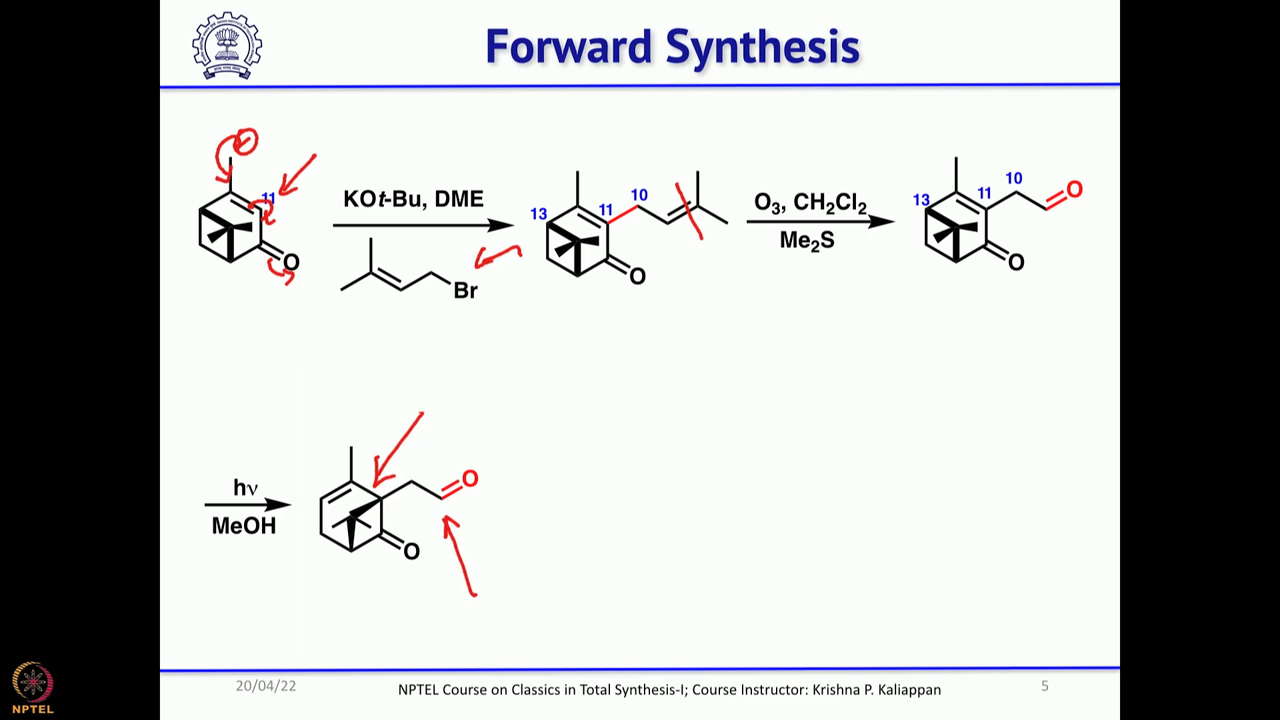 Forward Synthesis
11
O
KOt-Bu, DME
Br
13
11
10
O
O3, CH2Cl2
Me2S
13
11
10
O
O
hν
MeOH
O
O
NPTEL
20/04/22
NPTEL Course on Classics in Total Synthesis-I; Course Instructor: Krishna P. Kaliappan
5